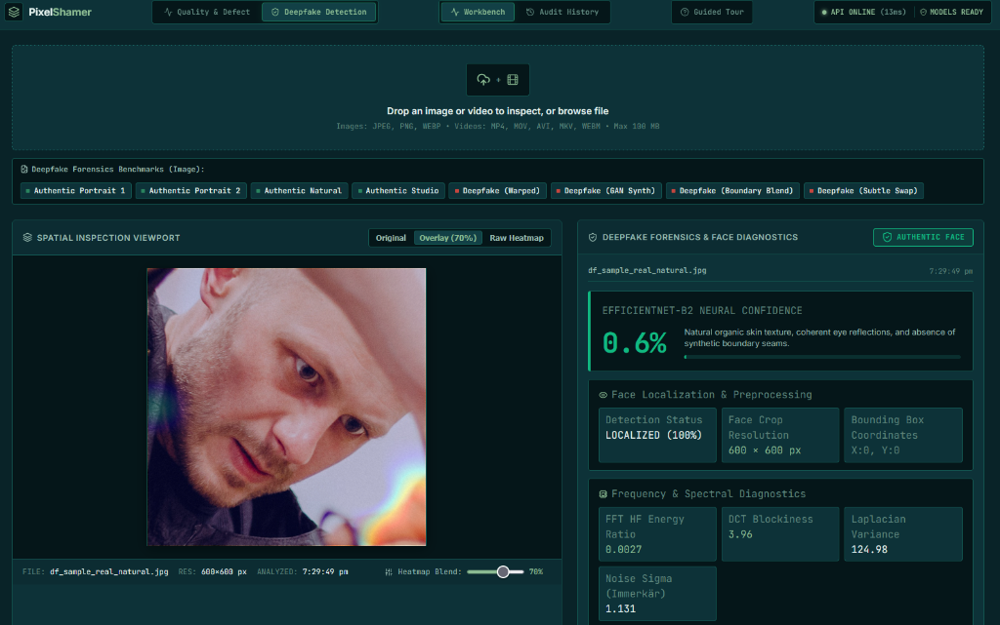 PixelShamer
Quality & Defect
Deepfake Detection
Workbench
Audit History
Guided Tour
API ONLINE (13ms)
MODELS READY
+
Drop an image or video to inspect, or browse file
Images: JPEG, PNG, WEBP • Videos: MP4, MOV, AVI, MKV, WEBM • Max 100 MB
Deepfake Forensics Benchmarks (Image):
Authentic Portrait 1
Authentic Portrait 2
Authentic Natural
Authentic Studio
Deepfake (Warped)
Deepfake (GAN Synth)
Deepfake (Boundary Blend)
Deepfake (Subtle Swap)
SPATIAL INSPECTION VIEWPORT
Original
Overlay (70%)
Raw Heatmap
FILE: df_sample_real_natural.jpg
RES: 600×600 px
ANALYZED: 7:29:49 pm
Heatmap Blend:
70%
DEEPFAKE FORENSICS & FACE DIAGNOSTICS
AUTHENTIC FACE
df_sample_real_natural.jpg
7:29:49 pm
EFFICIENTNET-B2 NEURAL CONFIDENCE
0.6%
Natural organic skin texture, coherent eye reflections, and absence of
synthetic boundary seams.
Face Localization & Preprocessing
Detection Status
LOCALIZED (100%)
Face Crop
Resolution
600 × 600 px
Bounding Box
Coordinates
X:0, Y:0
Frequency & Spectral Diagnostics
FFT HF Energy
Ratio
0.0027
DCT Blockiness
3.96
Laplacian
Variance
124.98
Noise Sigma
(Immerkär)
1.131